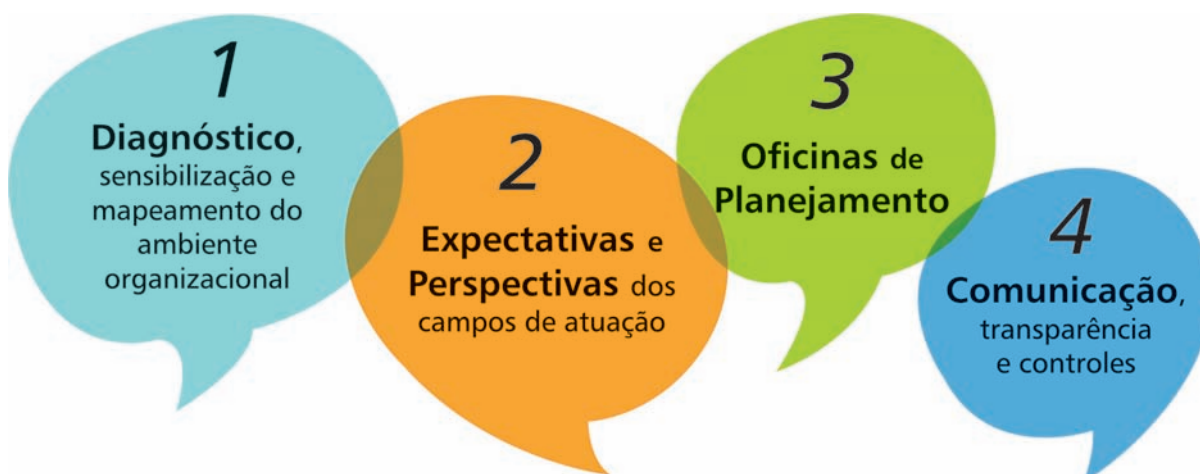 1
Diagnóstico,
sensibilização e
mapeamento do
ambiente
organizacional
2
Expectativas e
Perspectivas dos
campos de atuação
3
Oficinas de
Planejamento
4
Comunicação,
transparência
e controles